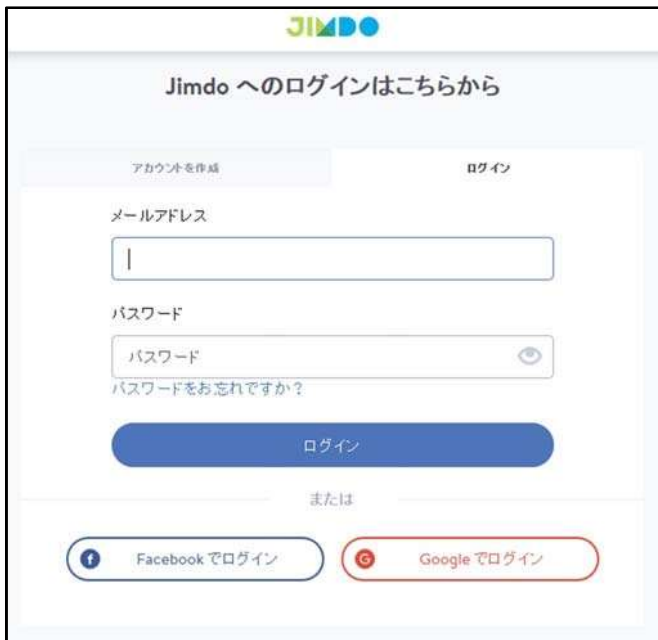 JIMDO
Jimdo へのログインはこちらから
アカウントを作成 ログイン
メールアドレス
パスワード
パスワード
パスワードをお忘れですか？
ログイン
または
f Facebook でログイン G Google でログイン